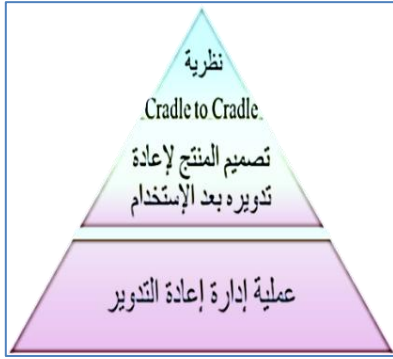 نظرية
Cradle to Cradle
تصميم المنتج لإعادة
تدويره بعد الإستخدام
عملية إدارة إعادة التدوير